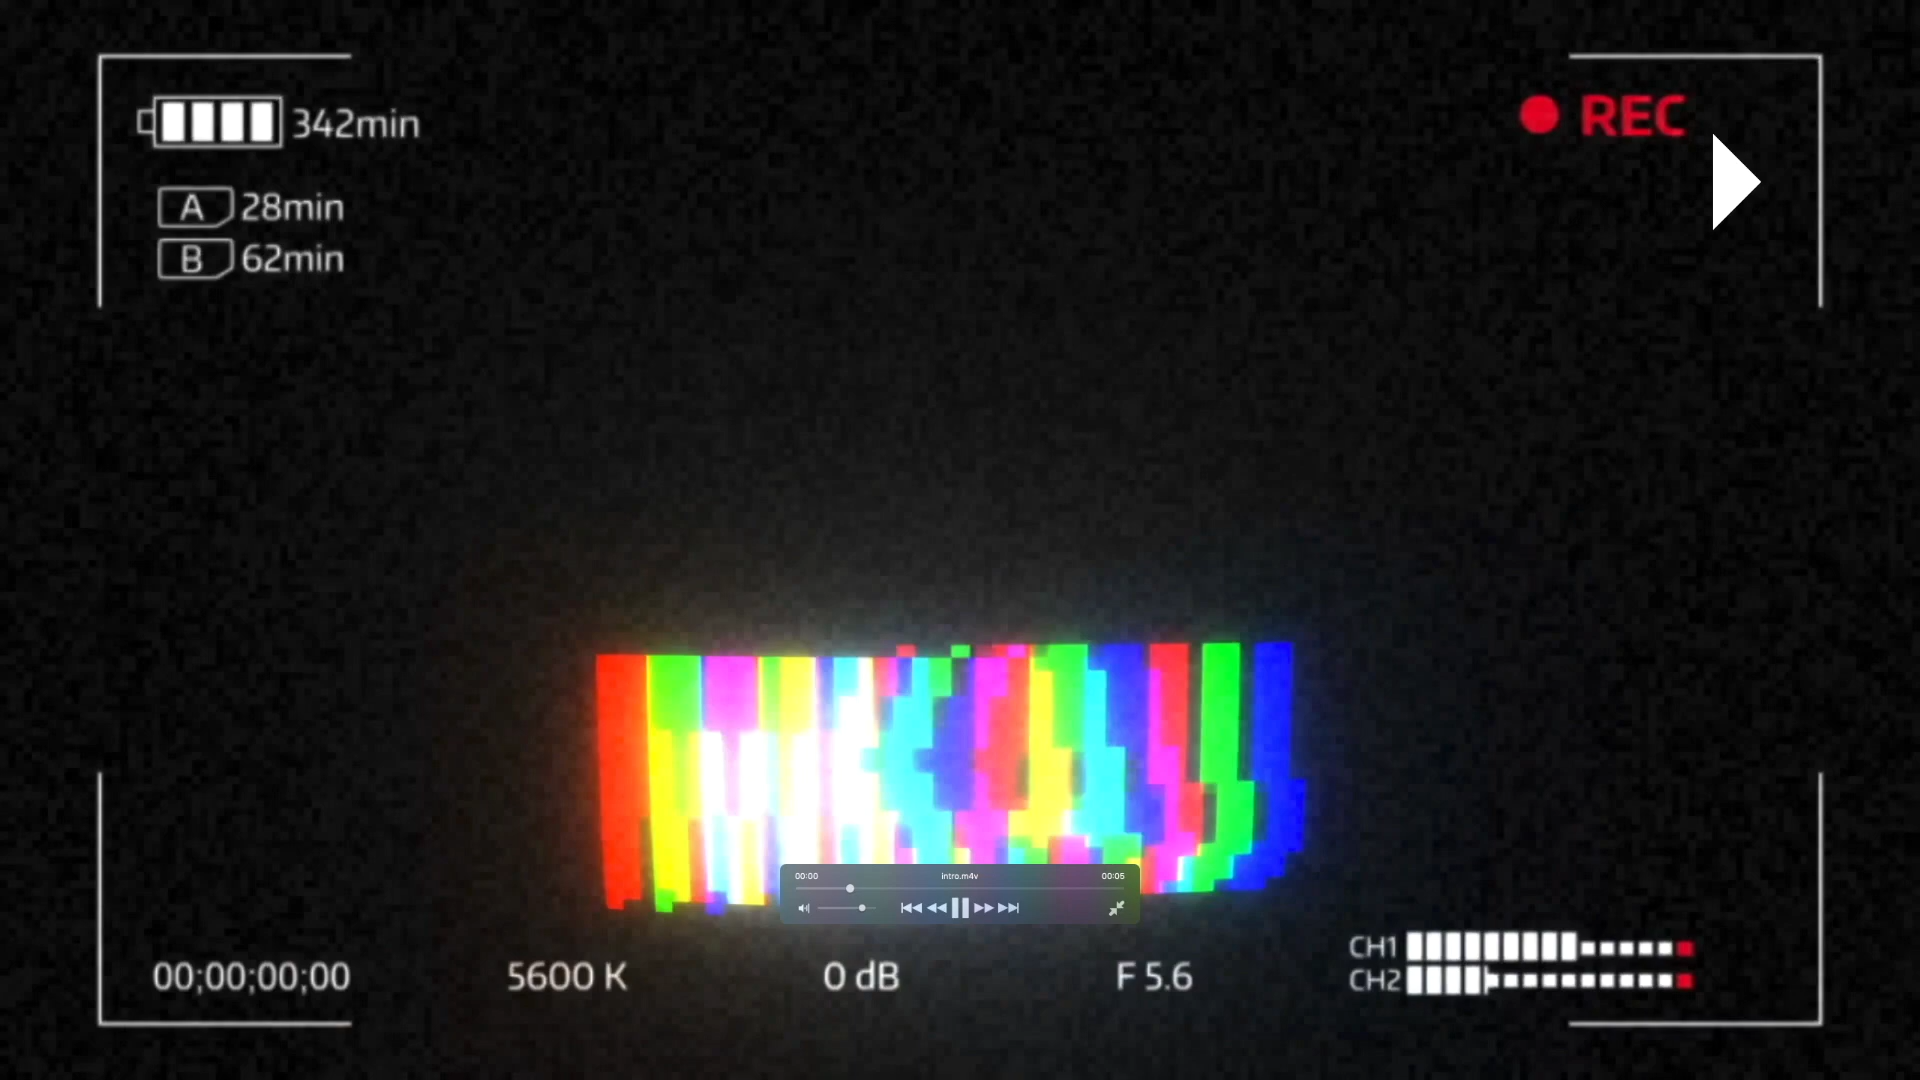 342min
REC
A 28min
B 62min
00:00 intro.m4v 00:05
00;00;00;00
5600 K
0 dB
F 5.6
CH1
CH2